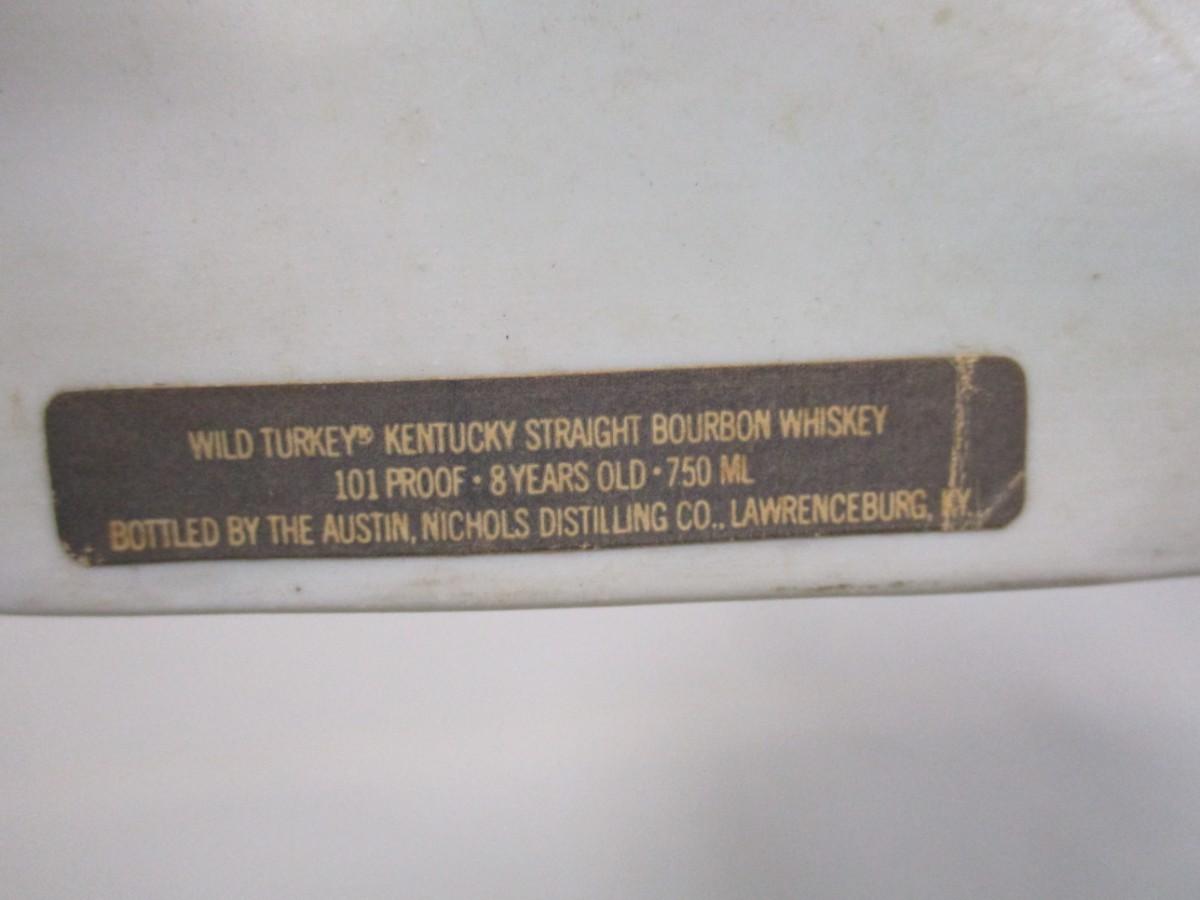 WILD TURKEY® KENTUCKY STRAIGHT BOURBON WHISKEY
101 PROOF · 8 YEARS OLD · 750 ML
BOTTLED BY THE AUSTIN, NICHOLS DISTILLING CO., LAWRENCEBURG, KY.